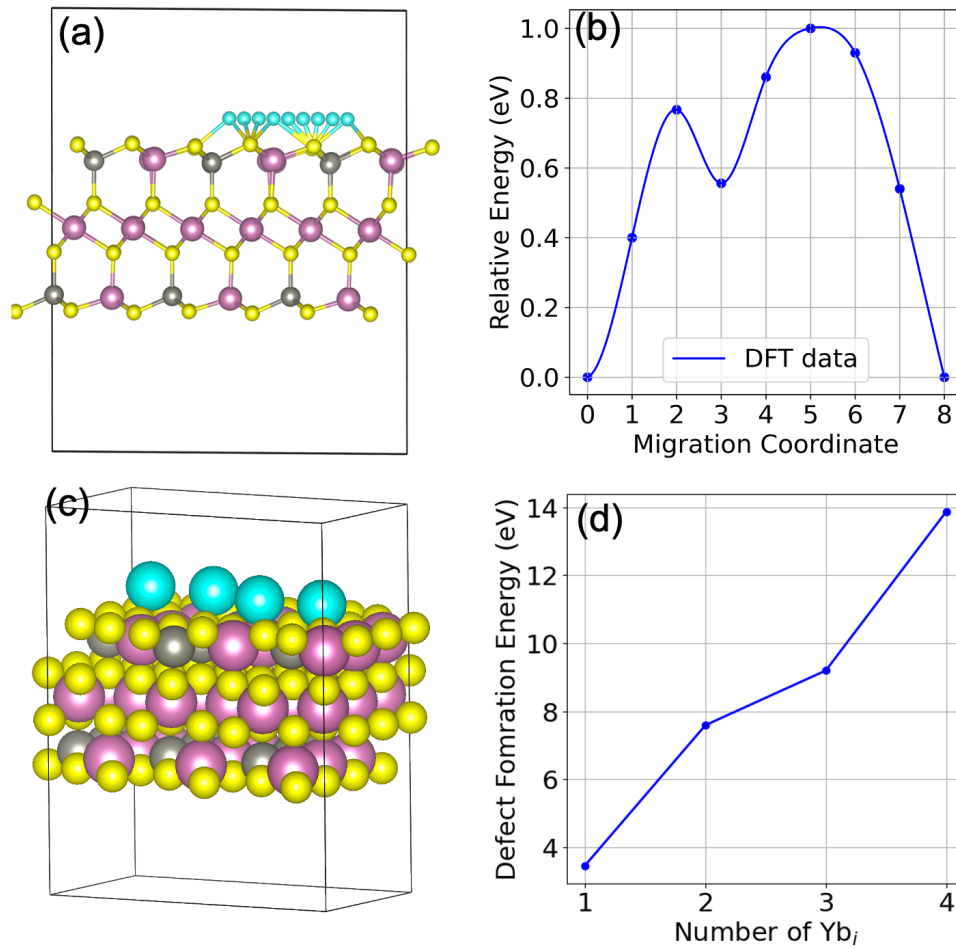 (a)
(b)
Relative Energy (eV)
1.0
0.8
0.6
0.4
0.2
0.0
DFT data
0 1 2 3 4 5 6 7 8
Migration Coordinate
(c)
(d)
Defect Fomration Energy (eV)
14
12
10
8
6
4
1 2 3 4
Number of Ybᵢ